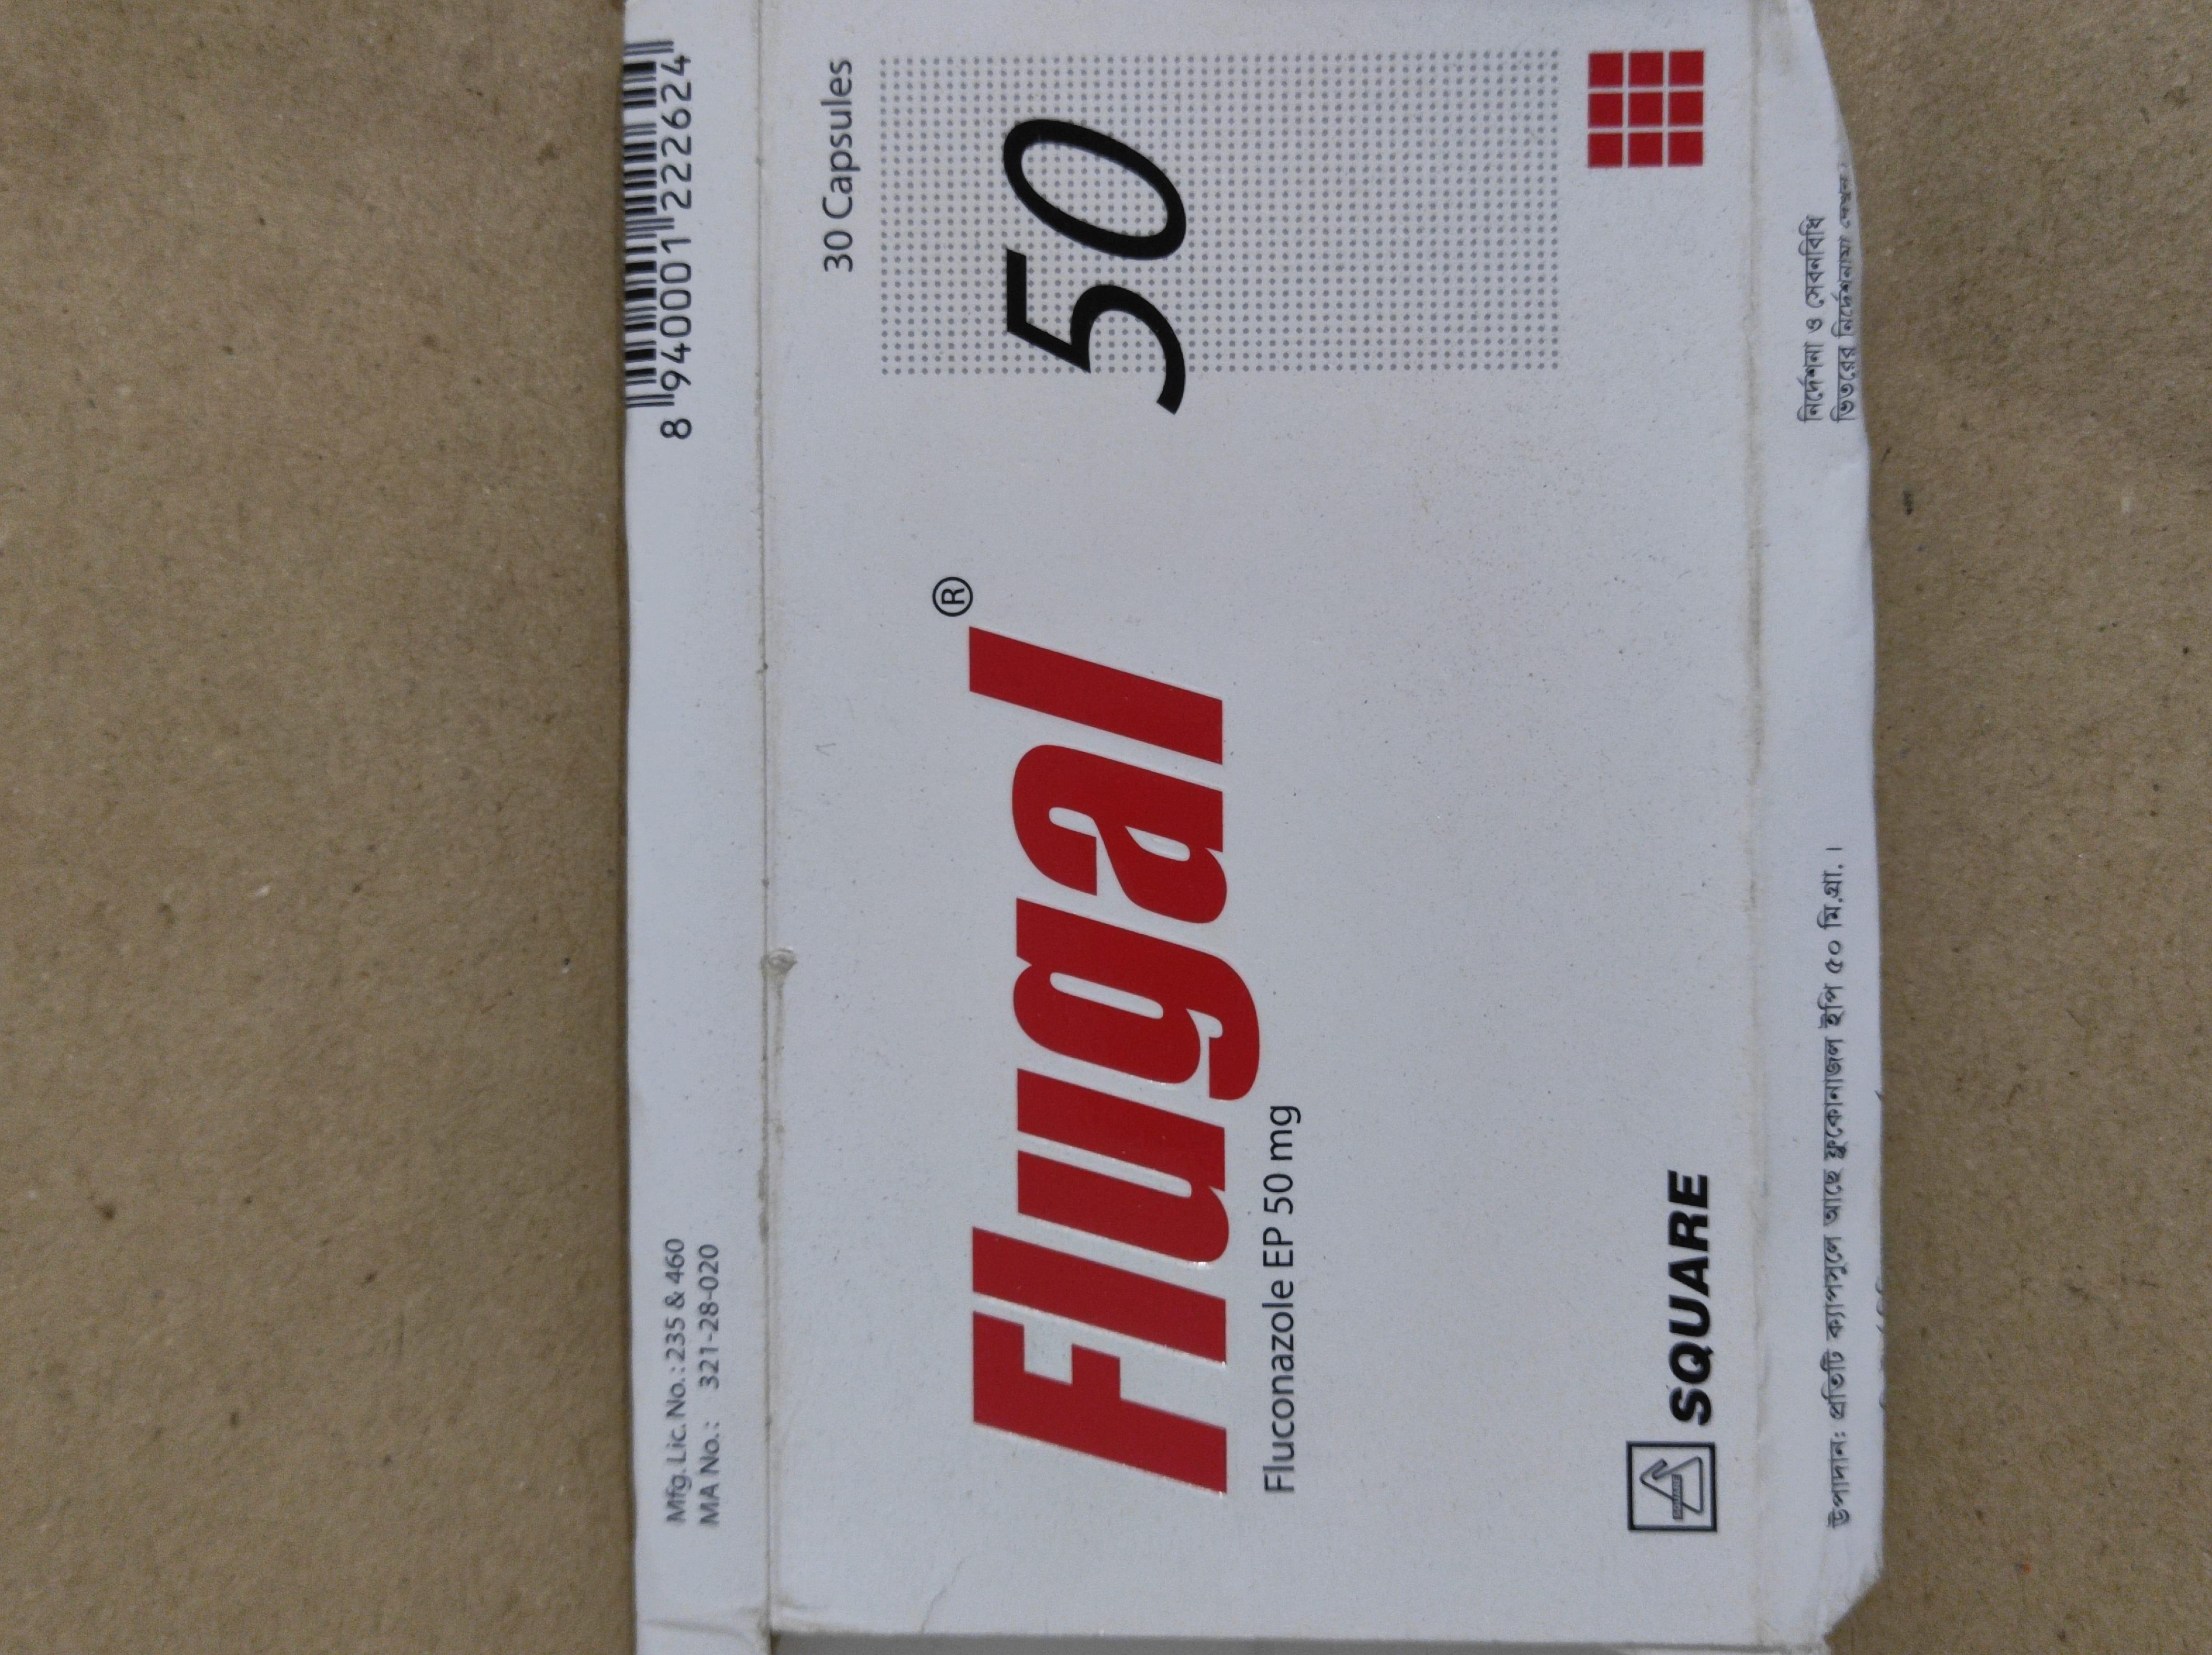 Mfg. Lic. No.: 235 & 460
MA No.: 321-28-020
8 940001 222624
30 Capsules
Flugal®
50
Fluconazole EP 50 mg
SQUARE
SQUARE
উপাদান: প্রতিটি ক্যাপসুলে আছে ফ্লুকোনাজল ইপি ৫০ মি.গ্রা.।
নির্দেশনা ও সেবনবিধি
ভিতরের নির্দেশনামা দেখুন।